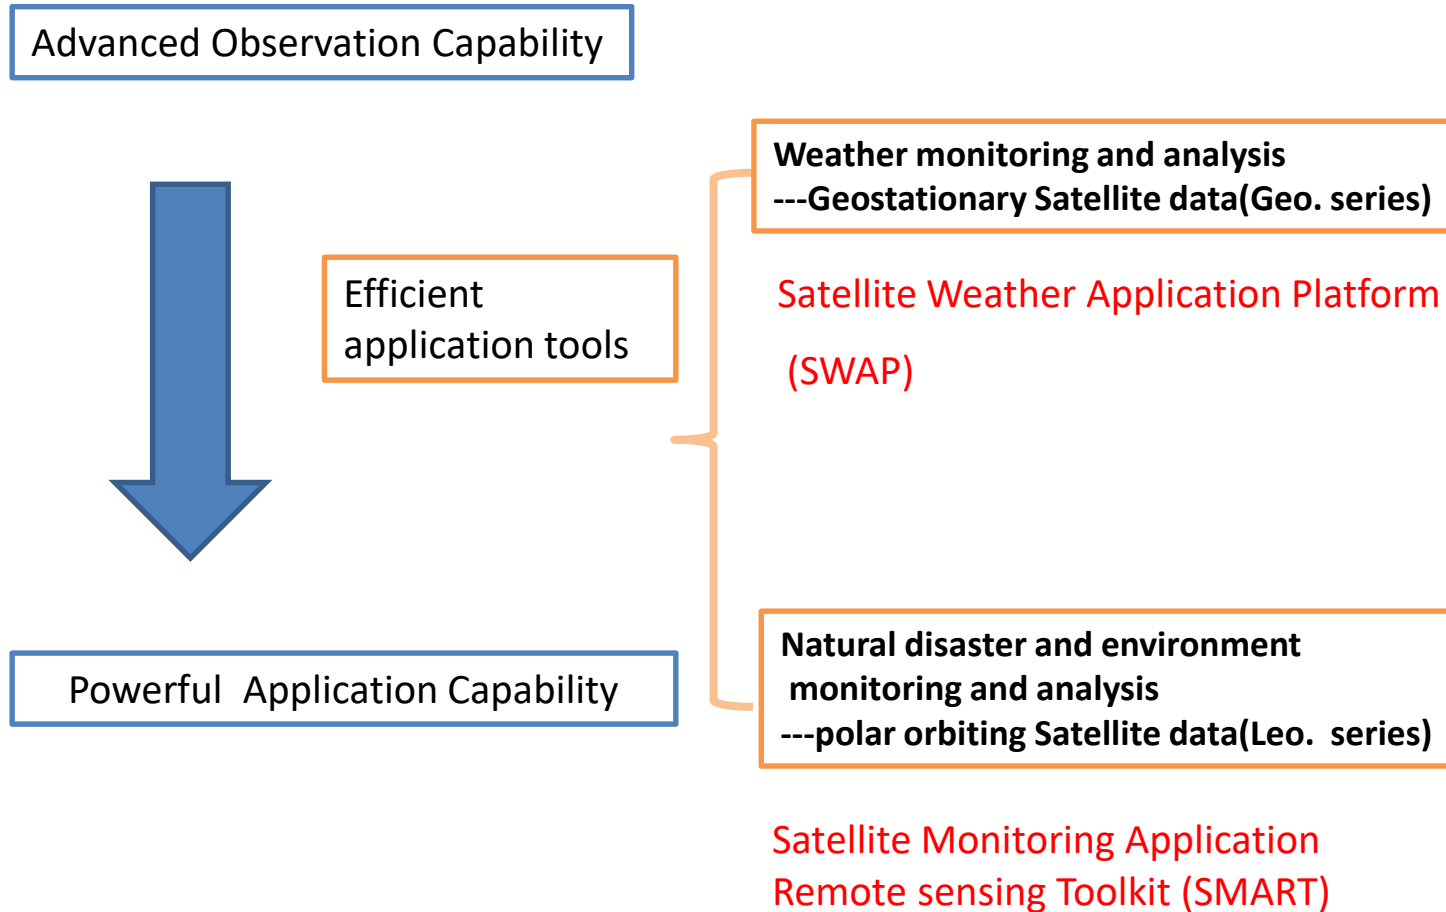 Advanced Observation Capability
Weather monitoring and analysis
---Geostationary Satellite data(Geo. series)
Efficient
application tools
Satellite Weather Application Platform
(SWAP)
Powerful  Application Capability
Natural disaster and environment
monitoring and analysis
---polar orbiting Satellite data(Leo.  series)
Satellite Monitoring Application
Remote sensing Toolkit (SMART)